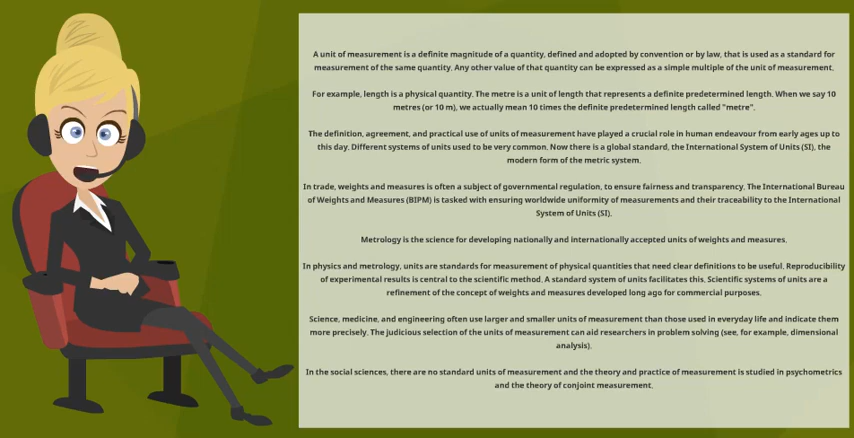 A unit of measurement is a definite magnitude of a quantity, defined and adopted by convention or by law, that is used as a standard for
measurement of the same quantity. Any other value of that quantity can be expressed as a simple multiple of the unit of measurement.
For example, length is a physical quantity. The metre is a unit of length that represents a definite predetermined length. When we say 10
metres (or 10 m), we actually mean 10 times the definite predetermined length called "metre".
The definition, agreement, and practical use of units of measurement have played a crucial role in human endeavour from early ages up to
this day. Different systems of units used to be very common. Now there is a global standard, the International System of Units (SI), the
modern form of the metric system.
In trade, weights and measures is often a subject of governmental regulation, to ensure fairness and transparency. The International Bureau
of Weights and Measures (BIPM) is tasked with ensuring worldwide uniformity of measurements and their traceability to the International
System of Units (SI).
Metrology is the science for developing nationally and internationally accepted units of weights and measures.
In physics and metrology, units are standards for measurement of physical quantities that need clear definitions to be useful. Reproducibility
of experimental results is central to the scientific method. A standard system of units facilitates this. Scientific systems of units are a
refinement of the concept of weights and measures developed long ago for commercial purposes.
Science, medicine, and engineering often use larger and smaller units of measurement than those used in everyday life and indicate them
more precisely. The judicious selection of the units of measurement can aid researchers in problem solving (see, for example, dimensional
analysis).
In the social sciences, there are no standard units of measurement and the theory and practice of measurement is studied in psychometrics
and the theory of conjoint measurement.